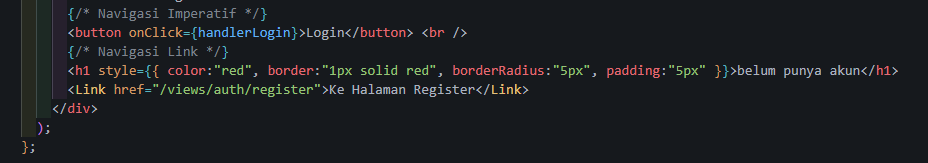 {/* Navigasi Imperatif */}
<button onClick={handlerLogin}>Login</button> <br />
{/* Navigasi Link */}
<h1 style={{ color:"red", border:"1px solid red", borderRadius:"5px", padding:"5px" }}>belum punya akun</h1>
<Link href="/views/auth/register">Ke Halaman Register</Link>
</div>
);
};